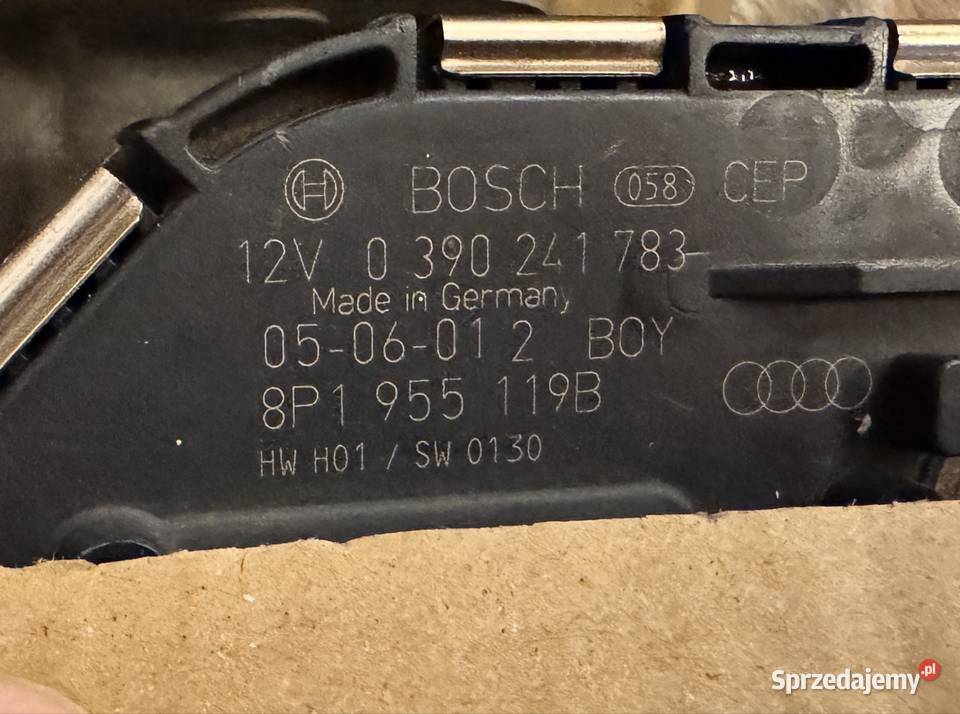 BOSCH 058 CEP
12V 0 390 241 783
Made in Germany
05-06-01 2 BOY
8P1 955 119B
HW H01 / SW 0130
Sprzedajemy.pl